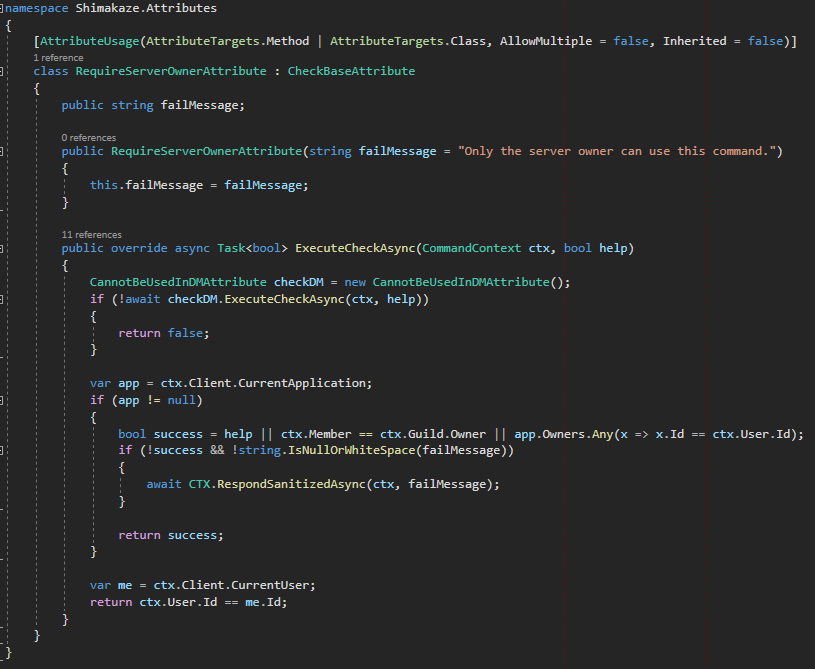 namespace Shimakaze.Attributes
{
[AttributeUsage(AttributeTargets.Method | AttributeTargets.Class, AllowMultiple = false, Inherited = false)]
1 reference
class RequireServerOwnerAttribute : CheckBaseAttribute
{
public string failMessage;
0 references
public RequireServerOwnerAttribute(string failMessage = "Only the server owner can use this command.")
{
this.failMessage = failMessage;
}
11 references
public override async Task<bool> ExecuteCheckAsync(CommandContext ctx, bool help)
{
CannotBeUsedInDMAttribute checkDM = new CannotBeUsedInDMAttribute();
if (!await checkDM.ExecuteCheckAsync(ctx, help))
{
return false;
}
var app = ctx.Client.CurrentApplication;
if (app != null)
{
bool success = help || ctx.Member == ctx.Guild.Owner || app.Owners.Any(x => x.Id == ctx.User.Id);
if (!success && !string.IsNullOrWhiteSpace(failMessage))
{
await CTX.RespondSanitizedAsync(ctx, failMessage);
}
return success;
}
var me = ctx.Client.CurrentUser;
return ctx.User.Id == me.Id;
}
}
}